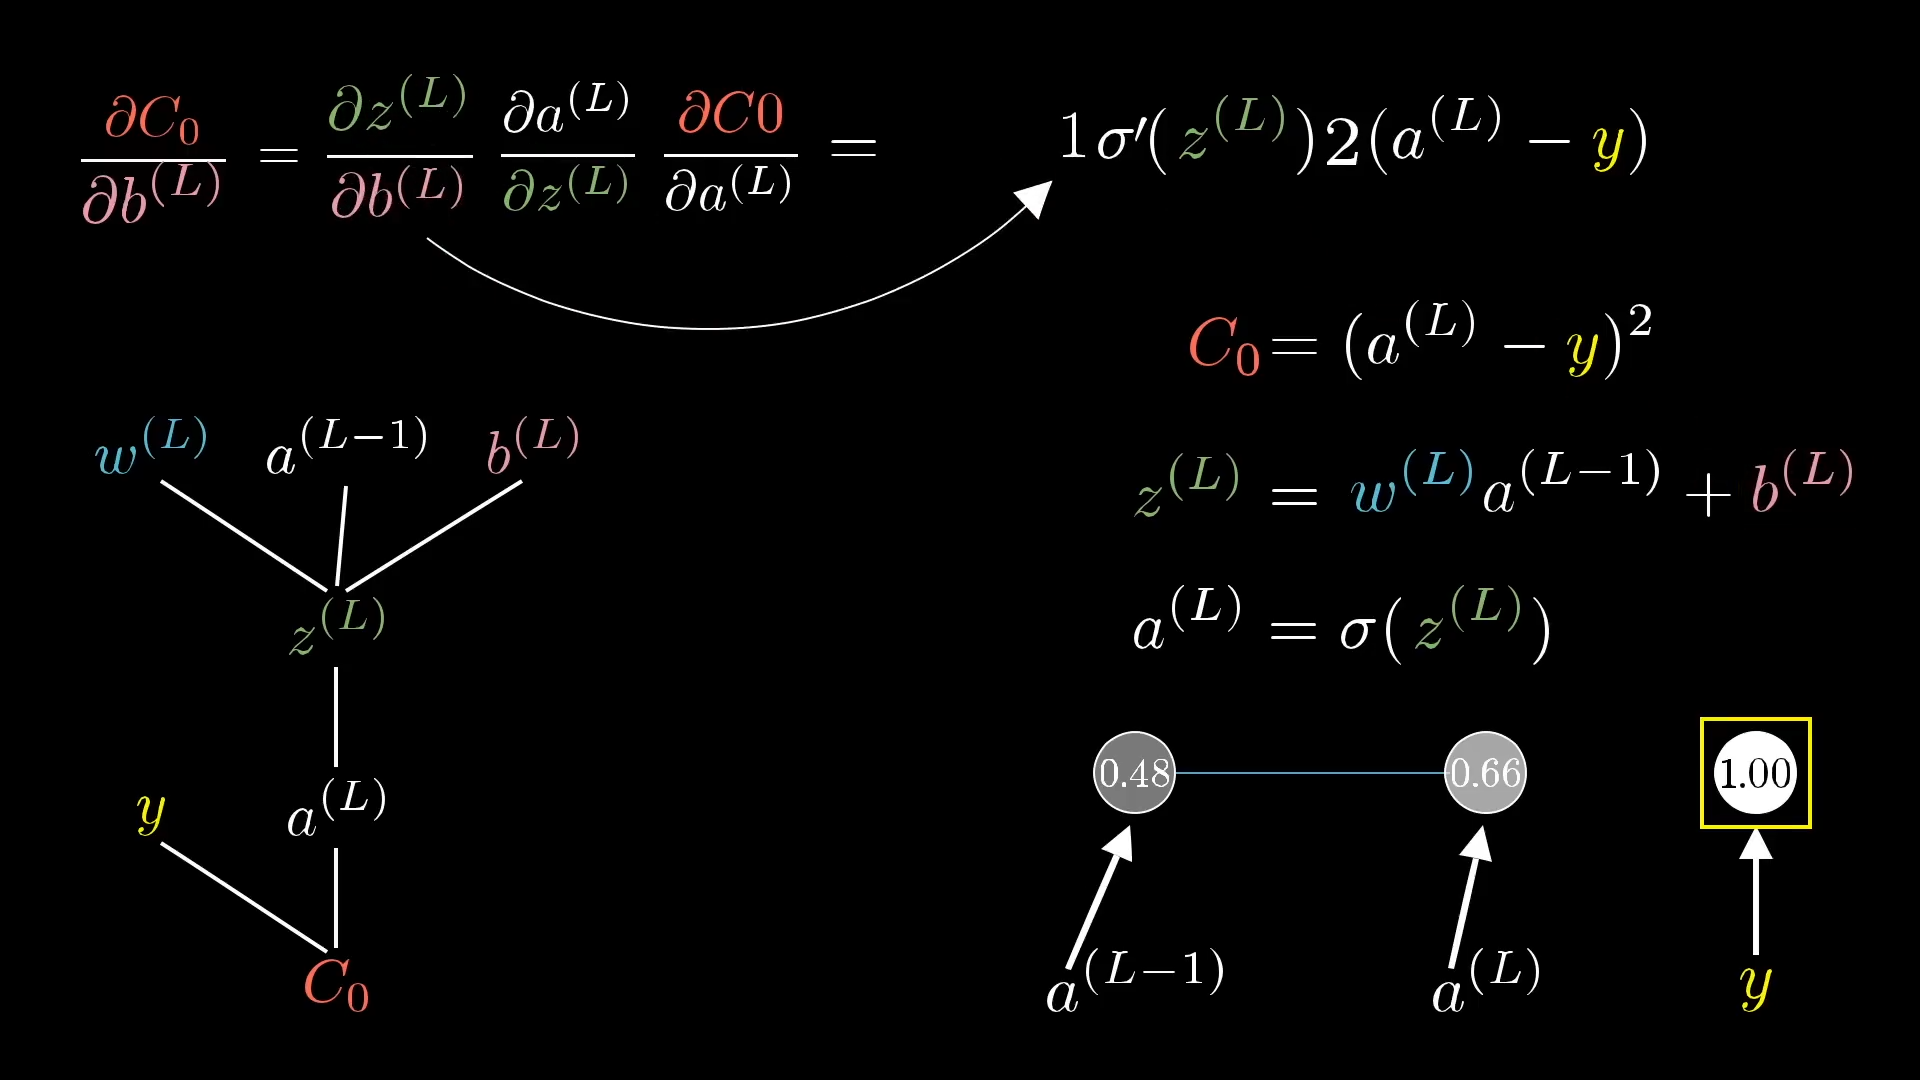 ∂C₀/∂b⁽ᴸ⁾ = ∂z⁽ᴸ⁾/∂b⁽ᴸ⁾ ∂a⁽ᴸ⁾/∂z⁽ᴸ⁾ ∂C0/∂a⁽ᴸ⁾ = 1σ′(z⁽ᴸ⁾)2(a⁽ᴸ⁾ − y)
C₀ = (a⁽ᴸ⁾ − y)²
w⁽ᴸ⁾ a⁽ᴸ⁻¹⁾ b⁽ᴸ⁾
z⁽ᴸ⁾ = w⁽ᴸ⁾a⁽ᴸ⁻¹⁾ + b⁽ᴸ⁾
z⁽ᴸ⁾
a⁽ᴸ⁾ = σ(z⁽ᴸ⁾)
y a⁽ᴸ⁾
0.48 0.66 1.00
C₀
a⁽ᴸ⁻¹⁾ a⁽ᴸ⁾ y